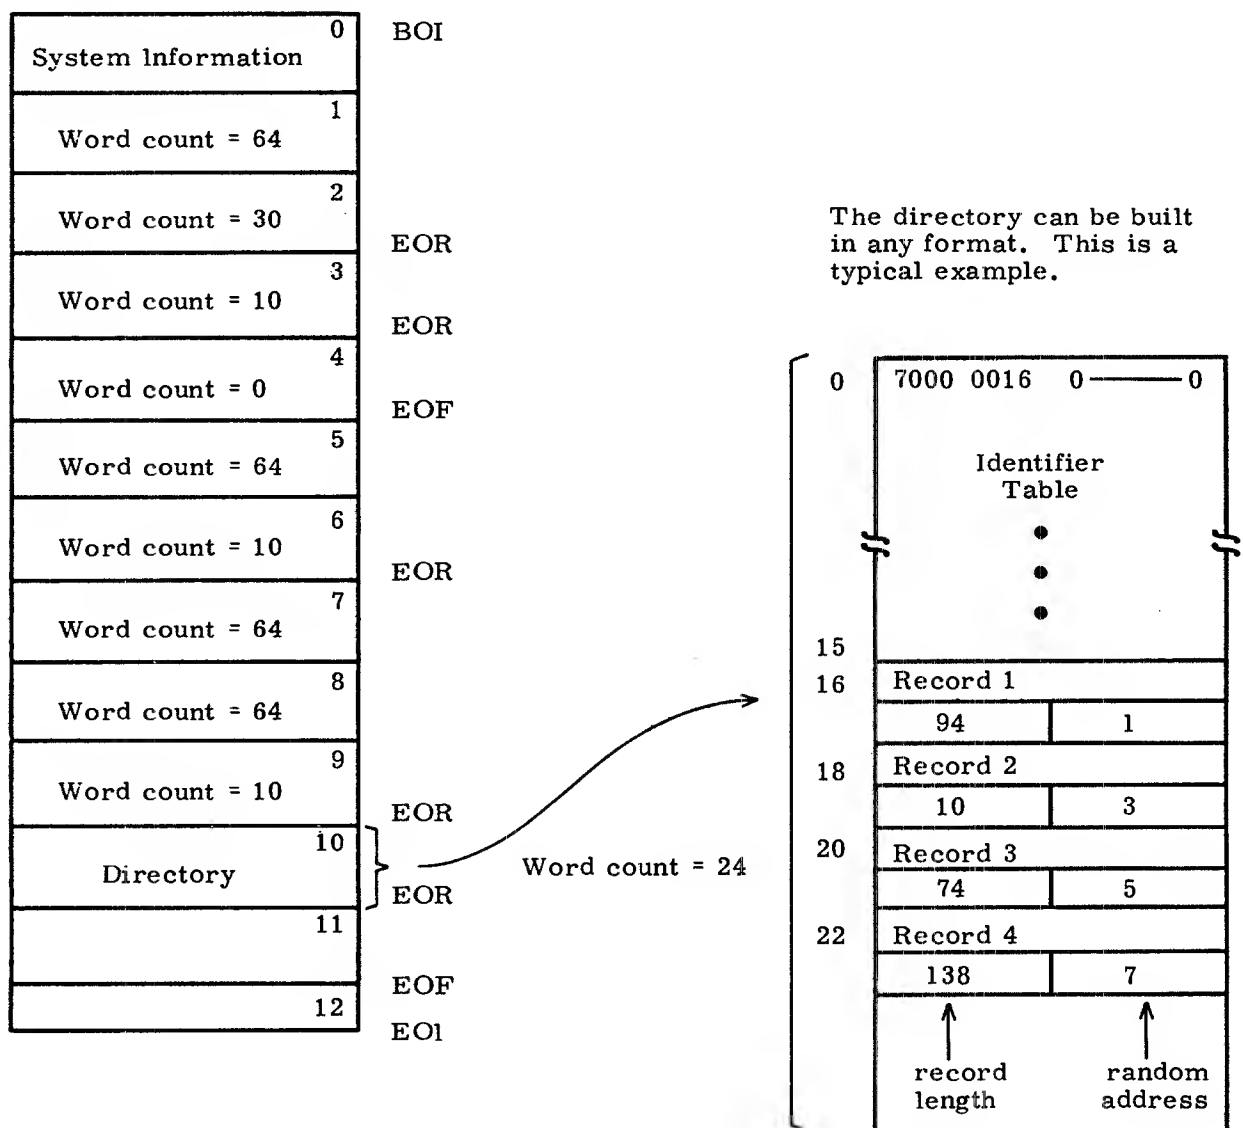 0
BOI
System Information
1
Word count = 64
2
Word count = 30
EOR
3
Word count = 10
EOR
4
Word count = 0
EOF
5
Word count = 64
6
Word count = 10
EOR
7
Word count = 64
8
Word count = 64
9
Word count = 10
EOR
10
Directory
EOR
Word count = 24
11
EOF
12
EOI
The directory can be built
in any format. This is a
typical example.
0 7000 0016 0 0
Identifier
Table
15
16 Record 1
94 1
18 Record 2
10 3
20 Record 3
74 5
22 Record 4
138 7
record random
length address